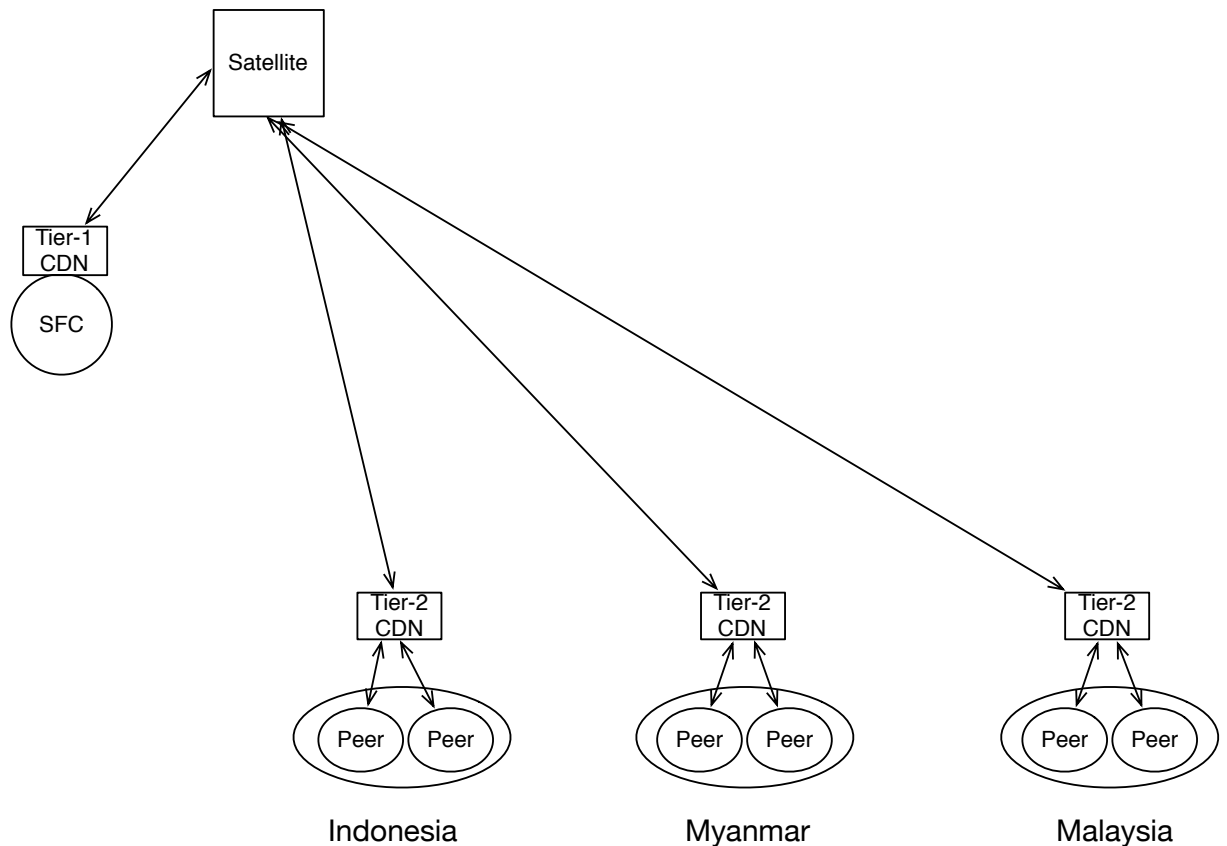 Satellite
Tier-1
CDN
SFC
Tier-2
CDN
Tier-2
CDN
Tier-2
CDN
Peer
Peer
Peer
Peer
Peer
Peer
Indonesia
Myanmar
Malaysia